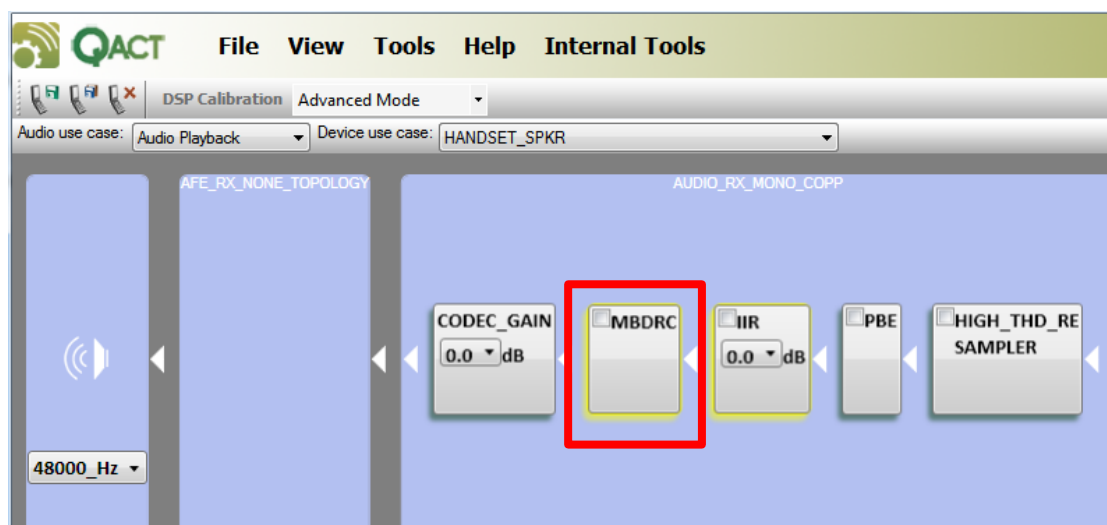 QACT File View Tools Help Internal Tools
DSP Calibration Advanced Mode
Audio use case: Audio Playback Device use case: HANDSET_SPKR
AFE_RX_NONE_TOPOLOGY AUDIO_RX_MONO_COPP
CODEC_GAIN MBDRC IIR PBE HIGH_THD_RE
SAMPLER
0.0 dB 0.0 dB
48000_Hz